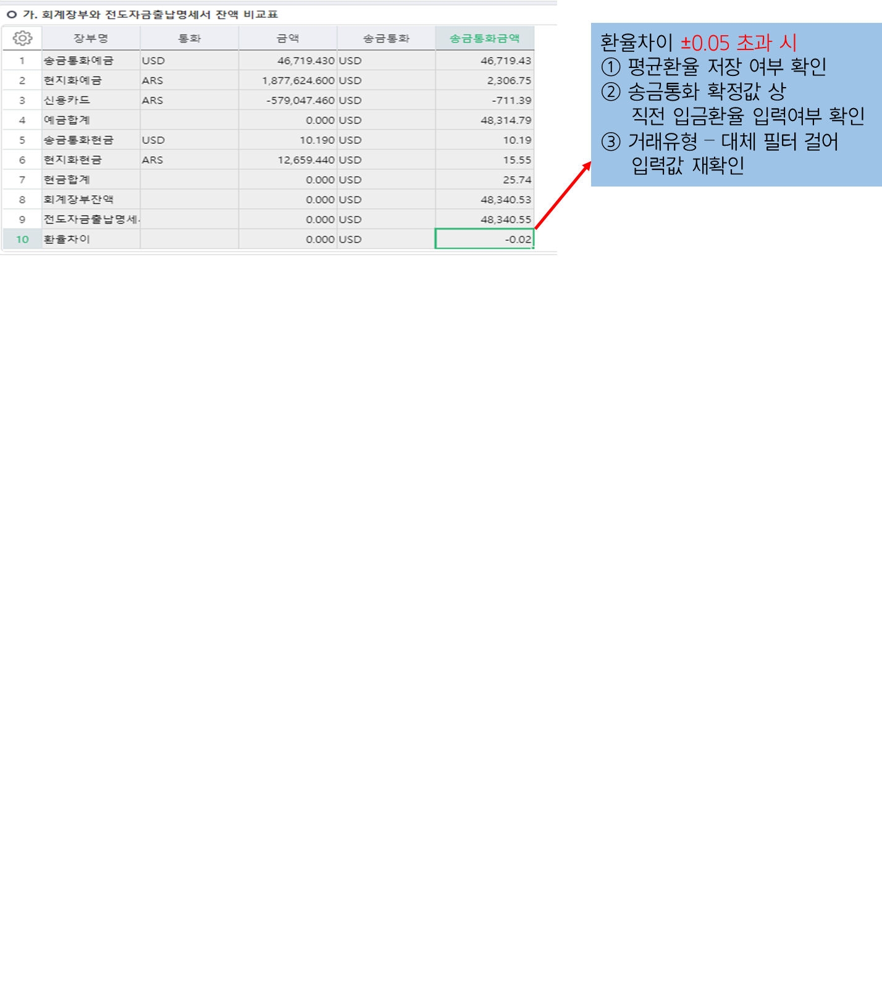 가. 회계장부와 전도자금출납명세서 잔액 비교표
장부명 통화 금액 송금통화 송금통화금액
1 송금통화예금 USD 46,719.430 USD 46,719.43
2 현지화예금 ARS 1,877,624.600 USD 2,306.75
3 신용카드 ARS -579,047.460 USD -711.39
4 예금합계 0.000 USD 48,314.79
5 송금통화현금 USD 10.190 USD 10.19
6 현지화현금 ARS 12,659.440 USD 15.55
7 현금합계 0.000 USD 25.74
8 회계장부잔액 0.000 USD 48,340.53
9 전도자금출납명세 0.000 USD 48,340.55
10 환율차이 0.000 USD -0.02
환율차이 ±0.05 초과 시
① 평균환율 저장 여부 확인
② 송금통화 확정값 상
직전 입금환율 입력여부 확인
③ 거래유형 – 대체 필터 걸어
입력값 재확인